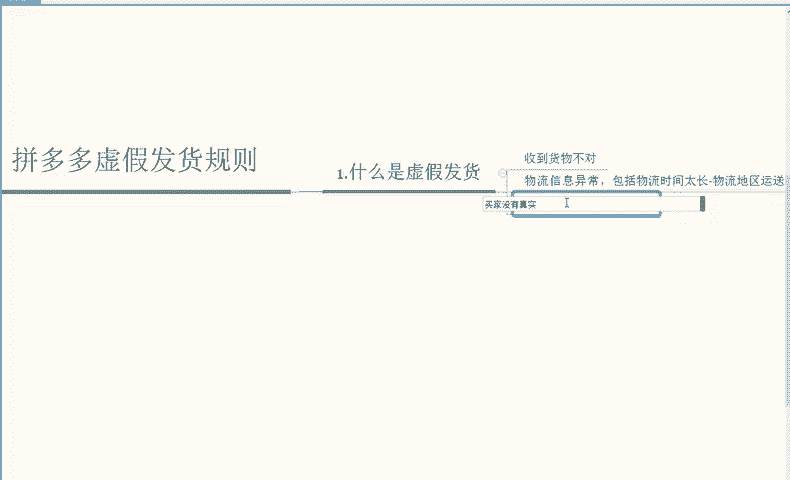 拼多多虚假发货规则
1.什么是虚假发货
收到货物不对
物流信息异常，包括物流时间太长-物流地区运送
买家没有真实